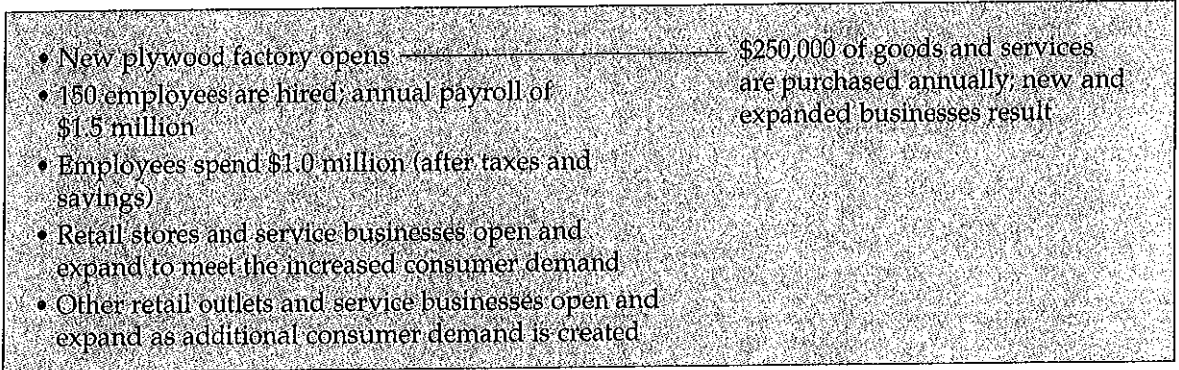 • New plywood factory opens
• 150 employees are hired; annual payroll of
$1.5 million
• Employees spend $1.0 million (after taxes and
savings)
• Retail stores and service businesses open and
expand to meet the increased consumer demand
• Other retail outlets and service businesses open and
expand as additional consumer demand is created
$250,000 of goods and services
are purchased annually; new and
expanded businesses result